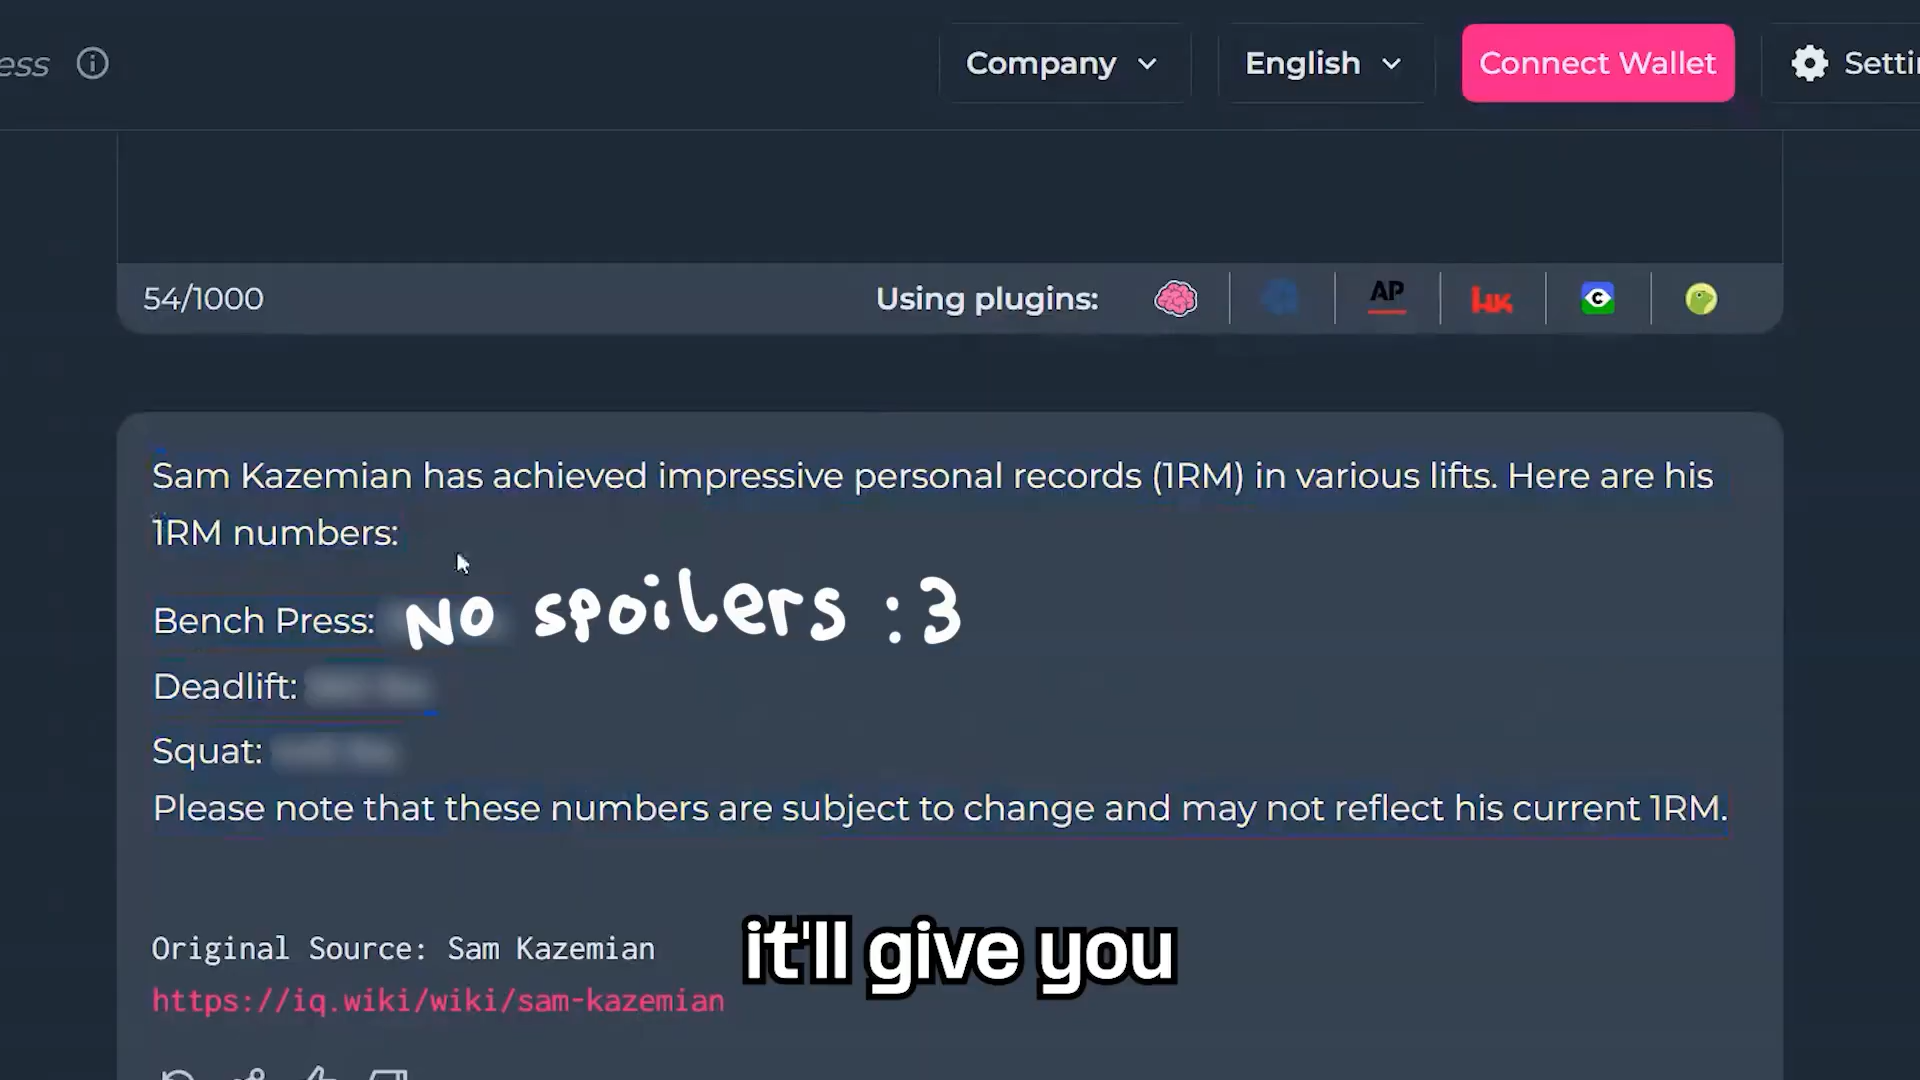 ess
Company
English
Connect Wallet
Setti
54/1000
Using plugins:
AP
HK
C
Sam Kazemian has achieved impressive personal records (1RM) in various lifts. Here are his
1RM numbers:
Bench Press:
No spoilers :3
Deadlift:
Squat:
Please note that these numbers are subject to change and may not reflect his current 1RM.
Original Source: Sam Kazemian
https://iq.wiki/wiki/sam-kazemian
it'll give you